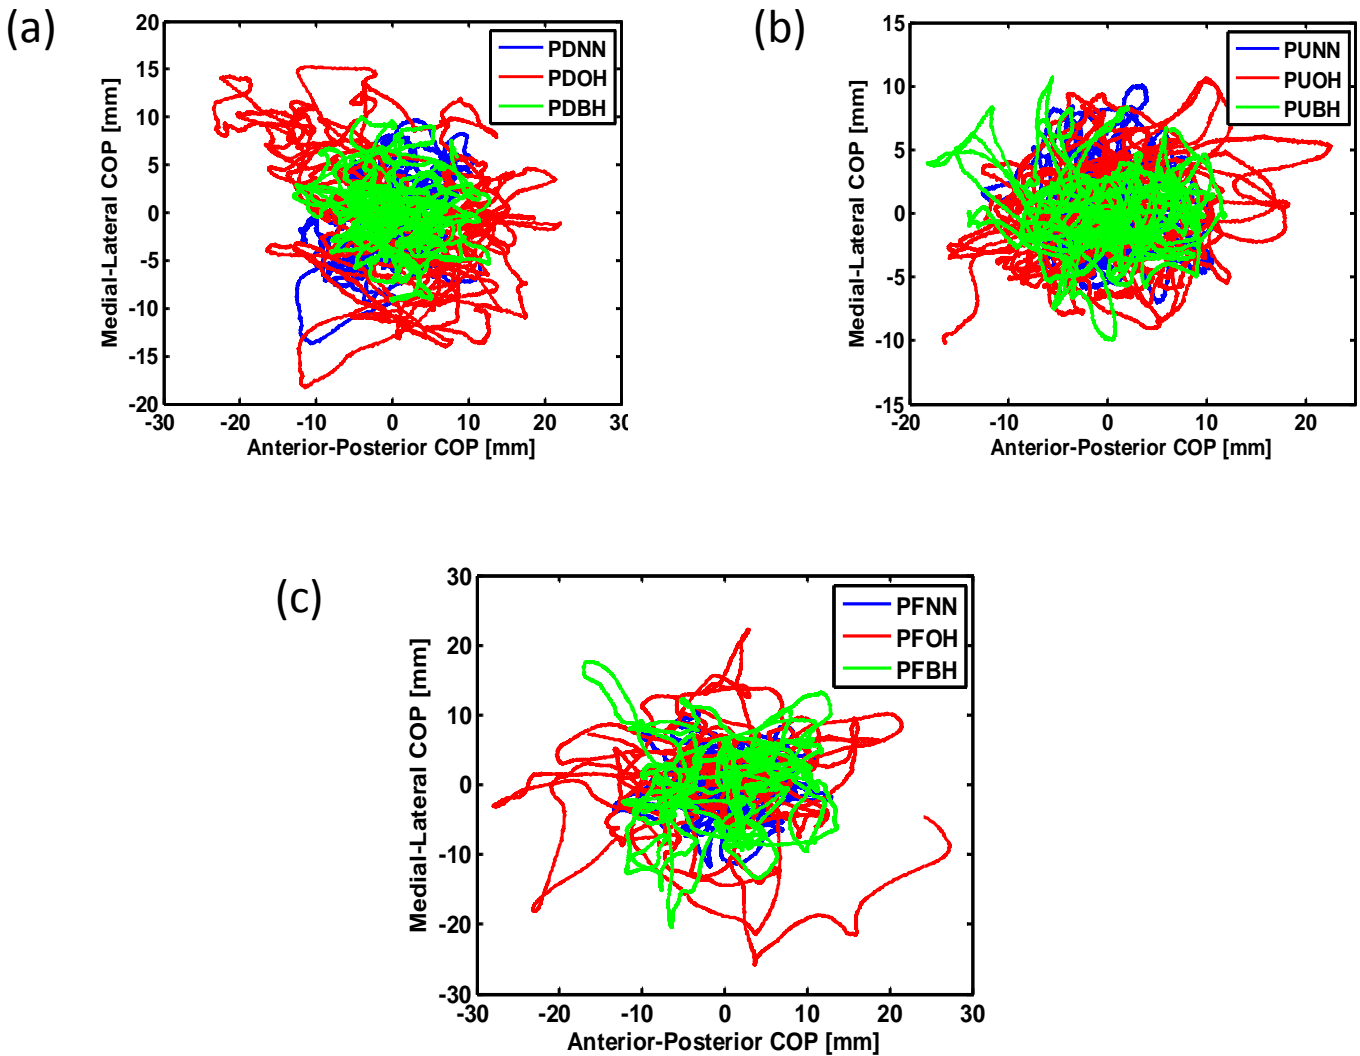 (a)
20
15
10
5
0
-5
-10
-15
-20
-30
-20
-10
0
10
20
30
Medial-Lateral COP [mm]
Anterior-Posterior COP [mm]
PDNN
PDOH
PDBH
(b)
15
10
5
0
-5
-10
-15
-20
-10
0
10
20
Medial-Lateral COP [mm]
Anterior-Posterior COP [mm]
PUNN
PUOH
PUBH
(c)
30
20
10
0
-10
-20
-30
-30
-20
-10
0
10
20
30
Medial-Lateral COP [mm]
Anterior-Posterior COP [mm]
PFNN
PFOH
PFBH